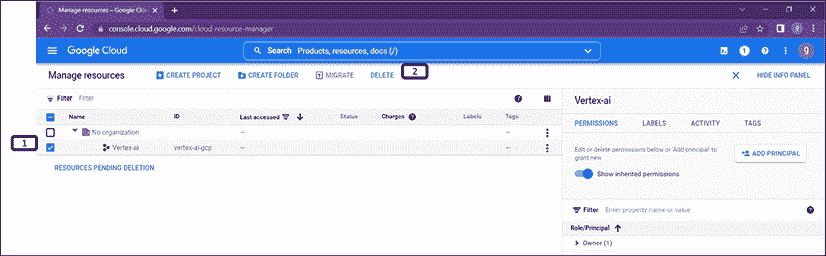 Manage resources – Google Cloud
console.cloud.google.com/cloud-resource-manager
Google Cloud
Search Products, resources, docs (/)
1
g
Manage resources
CREATE PROJECT
CREATE FOLDER
MIGRATE
DELETE
2
HIDE INFO PANEL
Filter Filter
Name ID Last accessed Status Charges Labels Tags
No organization – –
1
Vertex-ai vertex-ai-gcp – –
RESOURCES PENDING DELETION
Vertex-ai
PERMISSIONS LABELS ACTIVITY TAGS
Edit or delete permissions below or 'Add principal' to
grant new
ADD PRINCIPAL
Show inherited permissions
Filter Enter property name or value
Role/Principal
Owner (1)